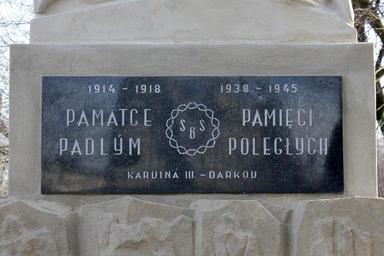 1914 - 1918 1938 - 1945
PAMATCE PAMIĘCI
SBS
PADLÝM POLEGŁYCH
KARVINÁ III. - DARKOV